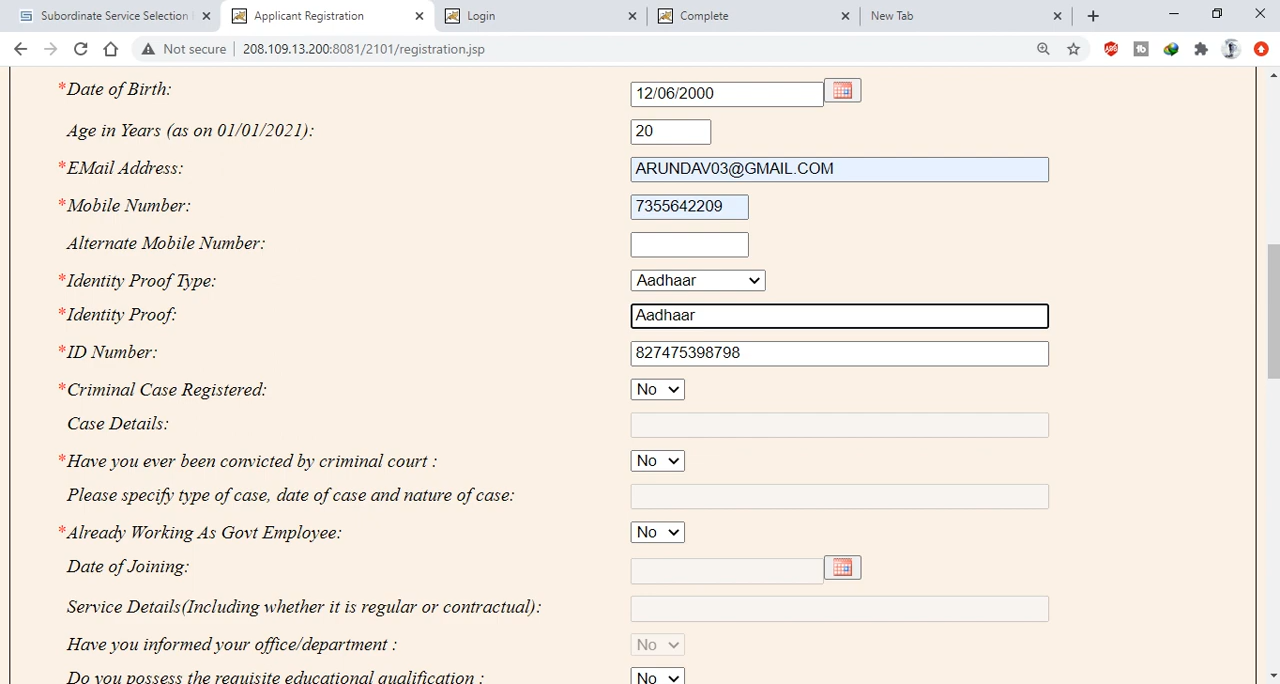 Subordinate Service Selection
Applicant Registration
Login
Complete
New Tab
Not secure
208.109.13.200:8081/2101/registration.jsp
*Date of Birth:
12/06/2000
Age in Years (as on 01/01/2021):
20
*EMail Address:
ARUNDAV03@GMAIL.COM
*Mobile Number:
7355642209
Alternate Mobile Number:
*Identity Proof Type:
Aadhaar
*Identity Proof:
Aadhaar
*ID Number:
827475398798
*Criminal Case Registered:
No
Case Details:
*Have you ever been convicted by criminal court :
No
Please specify type of case, date of case and nature of case:
*Already Working As Govt Employee:
No
Date of Joining:
Service Details(Including whether it is regular or contractual):
Have you informed your office/department :
No
Do you possess the requisite educational qualification :
No